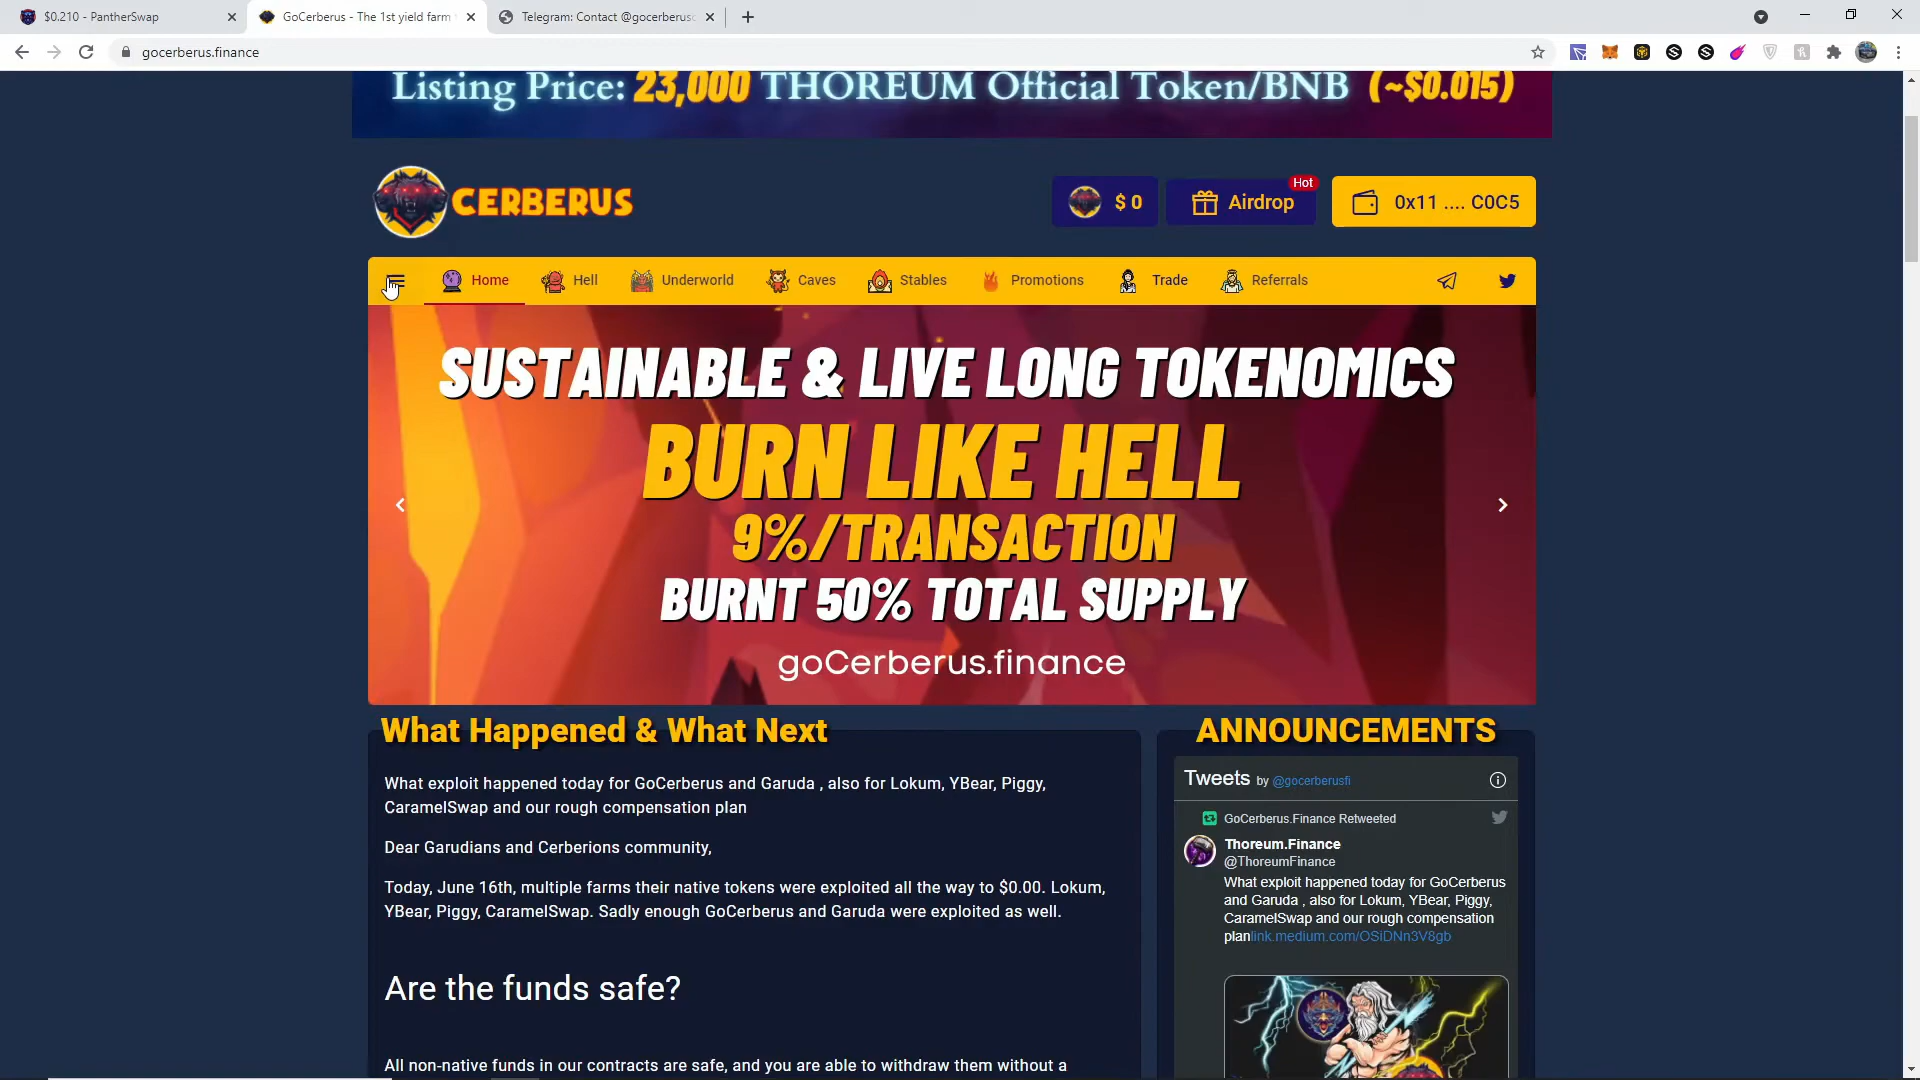 $0.210 - PantherSwap
GoCerberus - The 1st yield farm
Telegram: Contact @gocerberus
gocerberus.finance
Listing Price: 23,000 THOREUM Official Token/BNB (~$0.015)
CERBERUS
$ 0
Airdrop
Hot
0x11 .... C0C5
Home
Hell
Underworld
Caves
Stables
Promotions
Trade
Referrals
SUSTAINABLE & LIVE LONG TOKENOMICS
BURN LIKE HELL
9%/TRANSACTION
BURNT 50% TOTAL SUPPLY
goCerberus.finance
What Happened & What Next
What exploit happened today for GoCerberus and Garuda , also for Lokum, YBear, Piggy,
CaramelSwap and our rough compensation plan
Dear Garudians and Cerberions community,
Today, June 16th, multiple farms their native tokens were exploited all the way to $0.00. Lokum,
YBear, Piggy, CaramelSwap. Sadly enough GoCerberus and Garuda were exploited as well.
Are the funds safe?
All non-native funds in our contracts are safe, and you are able to withdraw them without a
ANNOUNCEMENTS
Tweets by @gocerberusfi
GoCerberus.Finance Retweeted
Thoreum.Finance
@ThoreumFinance
What exploit happened today for GoCerberus
and Garuda , also for Lokum, YBear, Piggy,
CaramelSwap and our rough compensation
planlink.medium.com/OSiDNn3V8gb